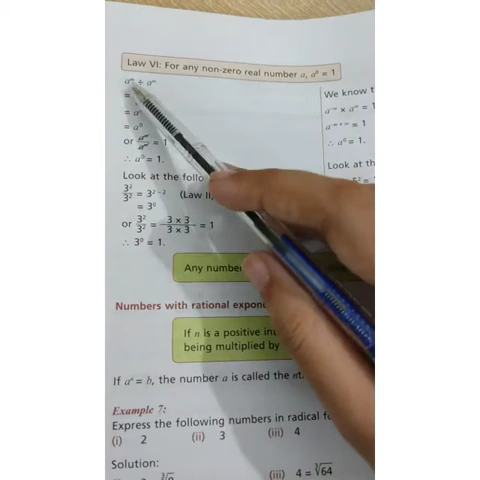 Law VI: For any non-zero real number a, a⁰ = 1
aᵐ ÷ aᵐ
=
= a
= a⁰
or aᵐ/aᵐ = 1
∴ a⁰ = 1.
Look at the follo
3²/3² = 3²⁻² (Law II,
= 3⁰
or 3²/3² = 3 × 3/3 × 3 = 1
∴ 3⁰ = 1.
Any number
Numbers with rational expone
If n is a positive in
being multiplied by
If aⁿ = b, the number a is called the nt
Example 7:
Express the following numbers in radical fo
(i) 2 (ii) 3 (iii) 4
Solution:
(iii) 4 = ³√64
We know t
a⁻ᵐ × aᵐ = 1
= 1
∴ a⁰ = 1.
Look at